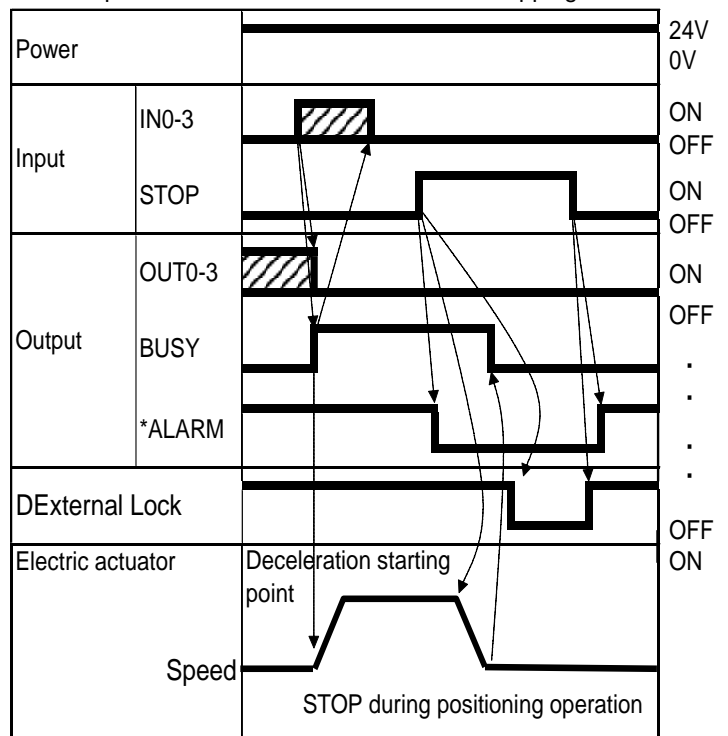 Power
24V
0V
Input
IN0-3
ON
OFF
STOP
ON
OFF
Output
OUT0-3
ON
OFF
BUSY
*ALARM
DExternal Lock
OFF
Electric actuator
Deceleration starting
point
ON
Speed
STOP during positioning operation